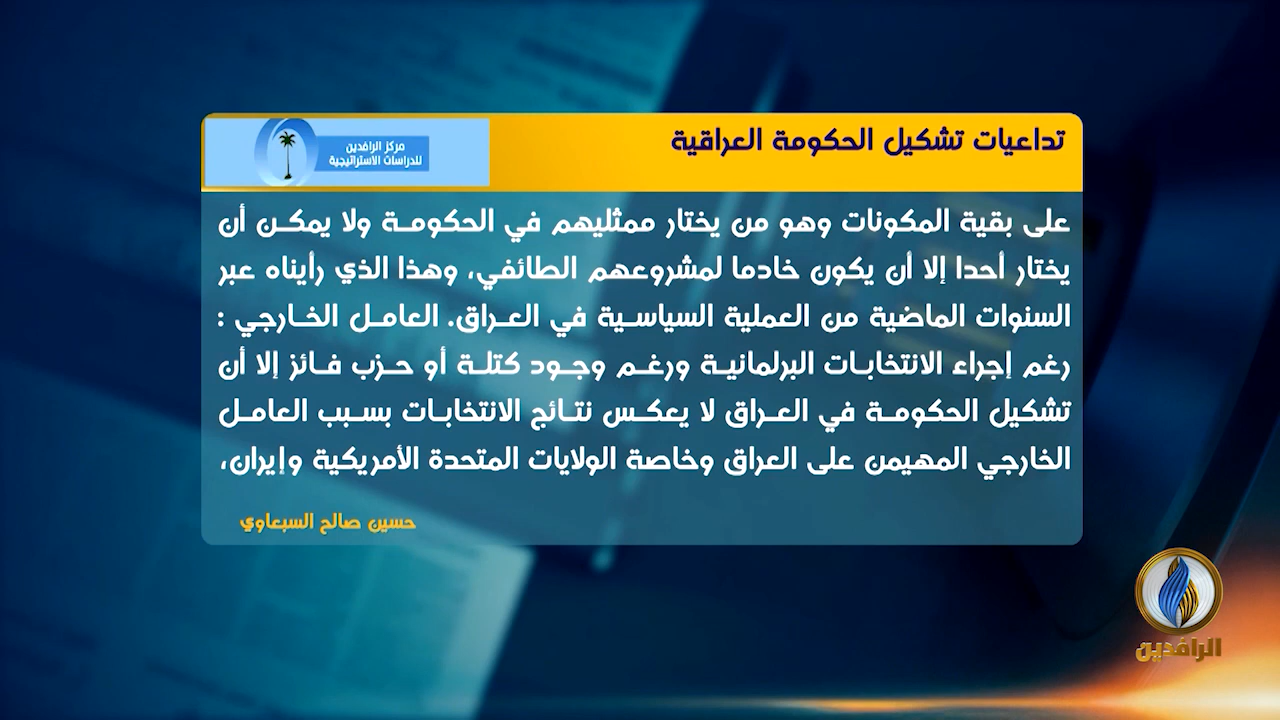 تداعيات تشكيل الحكومة العراقية
مركز الرافدين
للدراسات الاستراتيجية
على بقية المكونات وهو من يختار ممثليهم في الحكومة ولا يمكن أن
يختار أحدا إلا أن يكون خادما لمشروعهم الطائفي، وهذا الذي رأيناه عبر
السنوات الماضية من العملية السياسية في العراق. العامل الخارجي :
رغم إجراء الانتخابات البرلمانية ورغم وجود كتلة أو حزب فائز إلا أن
تشكيل الحكومة في العراق لا يعكس نتائج الانتخابات بسبب العامل
الخارجي المهيمن على العراق وخاصة الولايات المتحدة الأمريكية وإيران،
حسين صالح السبعاوي
الرافدين